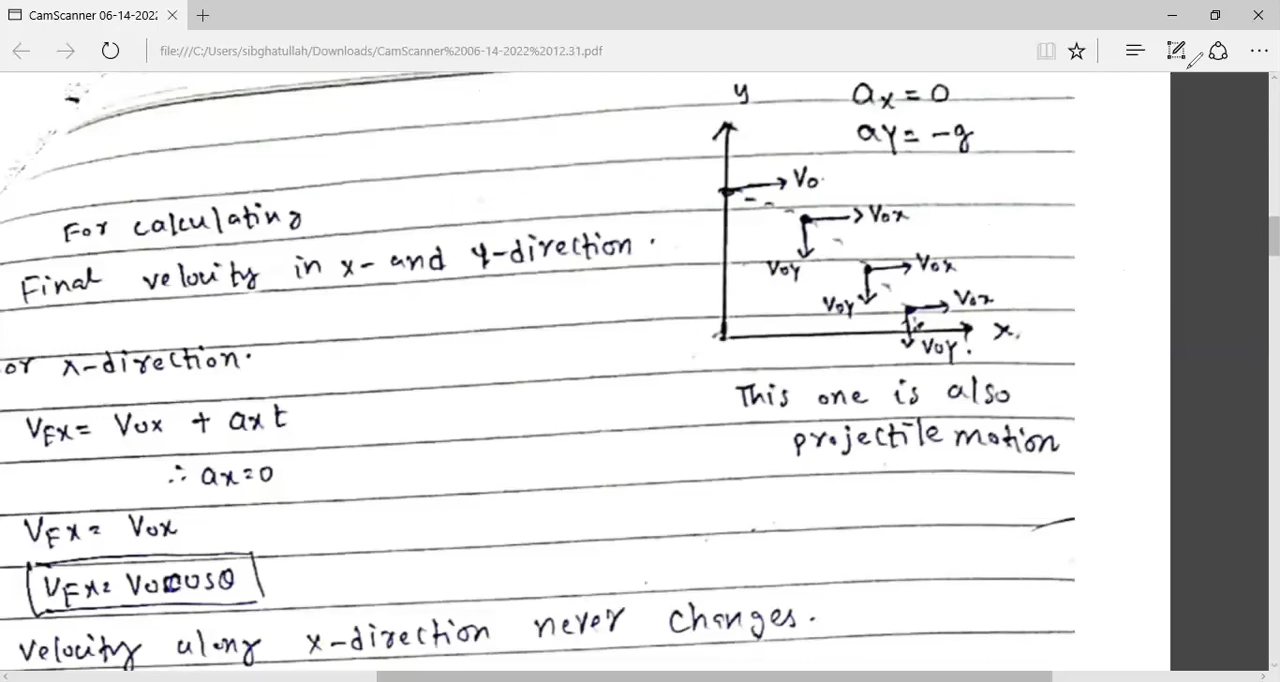 CamScanner 06-14-202
file:///C:/Users/sibghatullah/Downloads/CamScanner%2006-14-2022%2012.31.pdf
y
ax = 0
ay = -g
Vo
Vox
Voy
Vox
Voy
Vox
Voy
x
For calculating
Final velocity in x- and y-direction.
or x-direction.
This one is also
projectile motion
VFx = Vox + axt
∴ ax=0
VFx = Vox
VFx = Vocosθ
velocity along x-direction never changes.